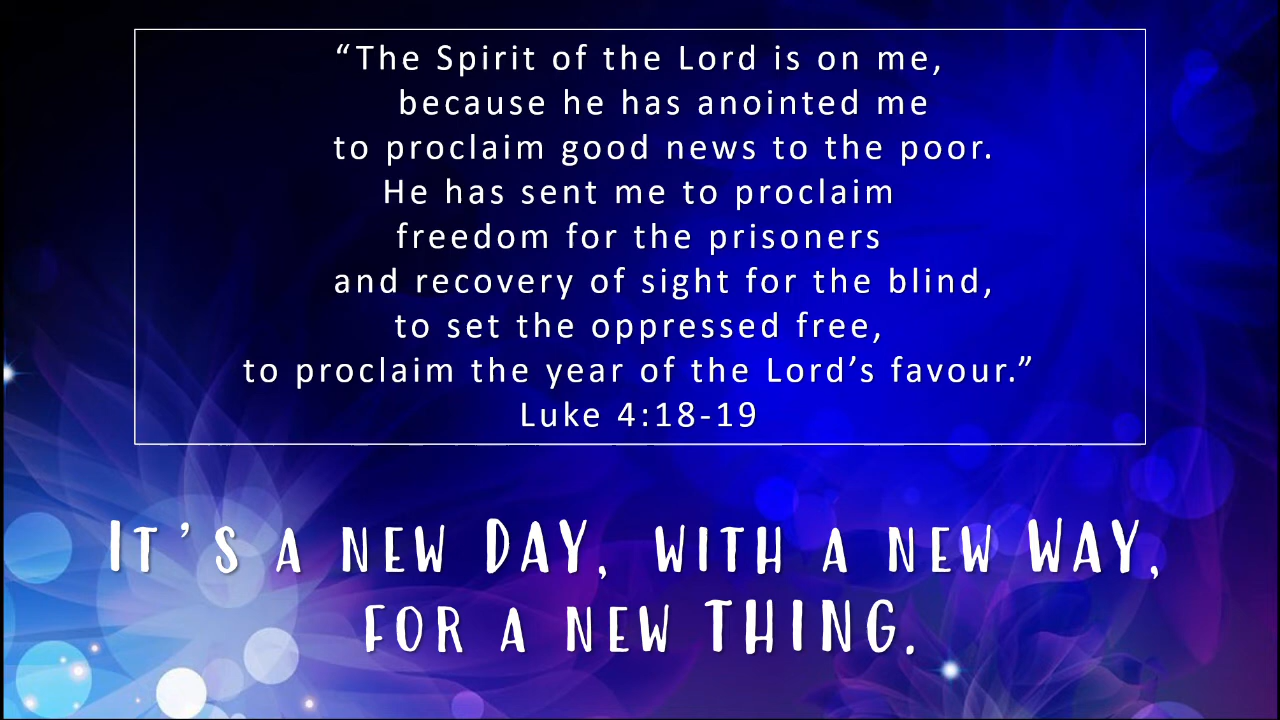 “The Spirit of the Lord is on me,
because he has anointed me
to proclaim good news to the poor.
He has sent me to proclaim
freedom for the prisoners
and recovery of sight for the blind,
to set the oppressed free,
to proclaim the year of the Lord’s favour.”
Luke 4:18-19
It’s a new DAY, with a new WAY,
for a new THING.